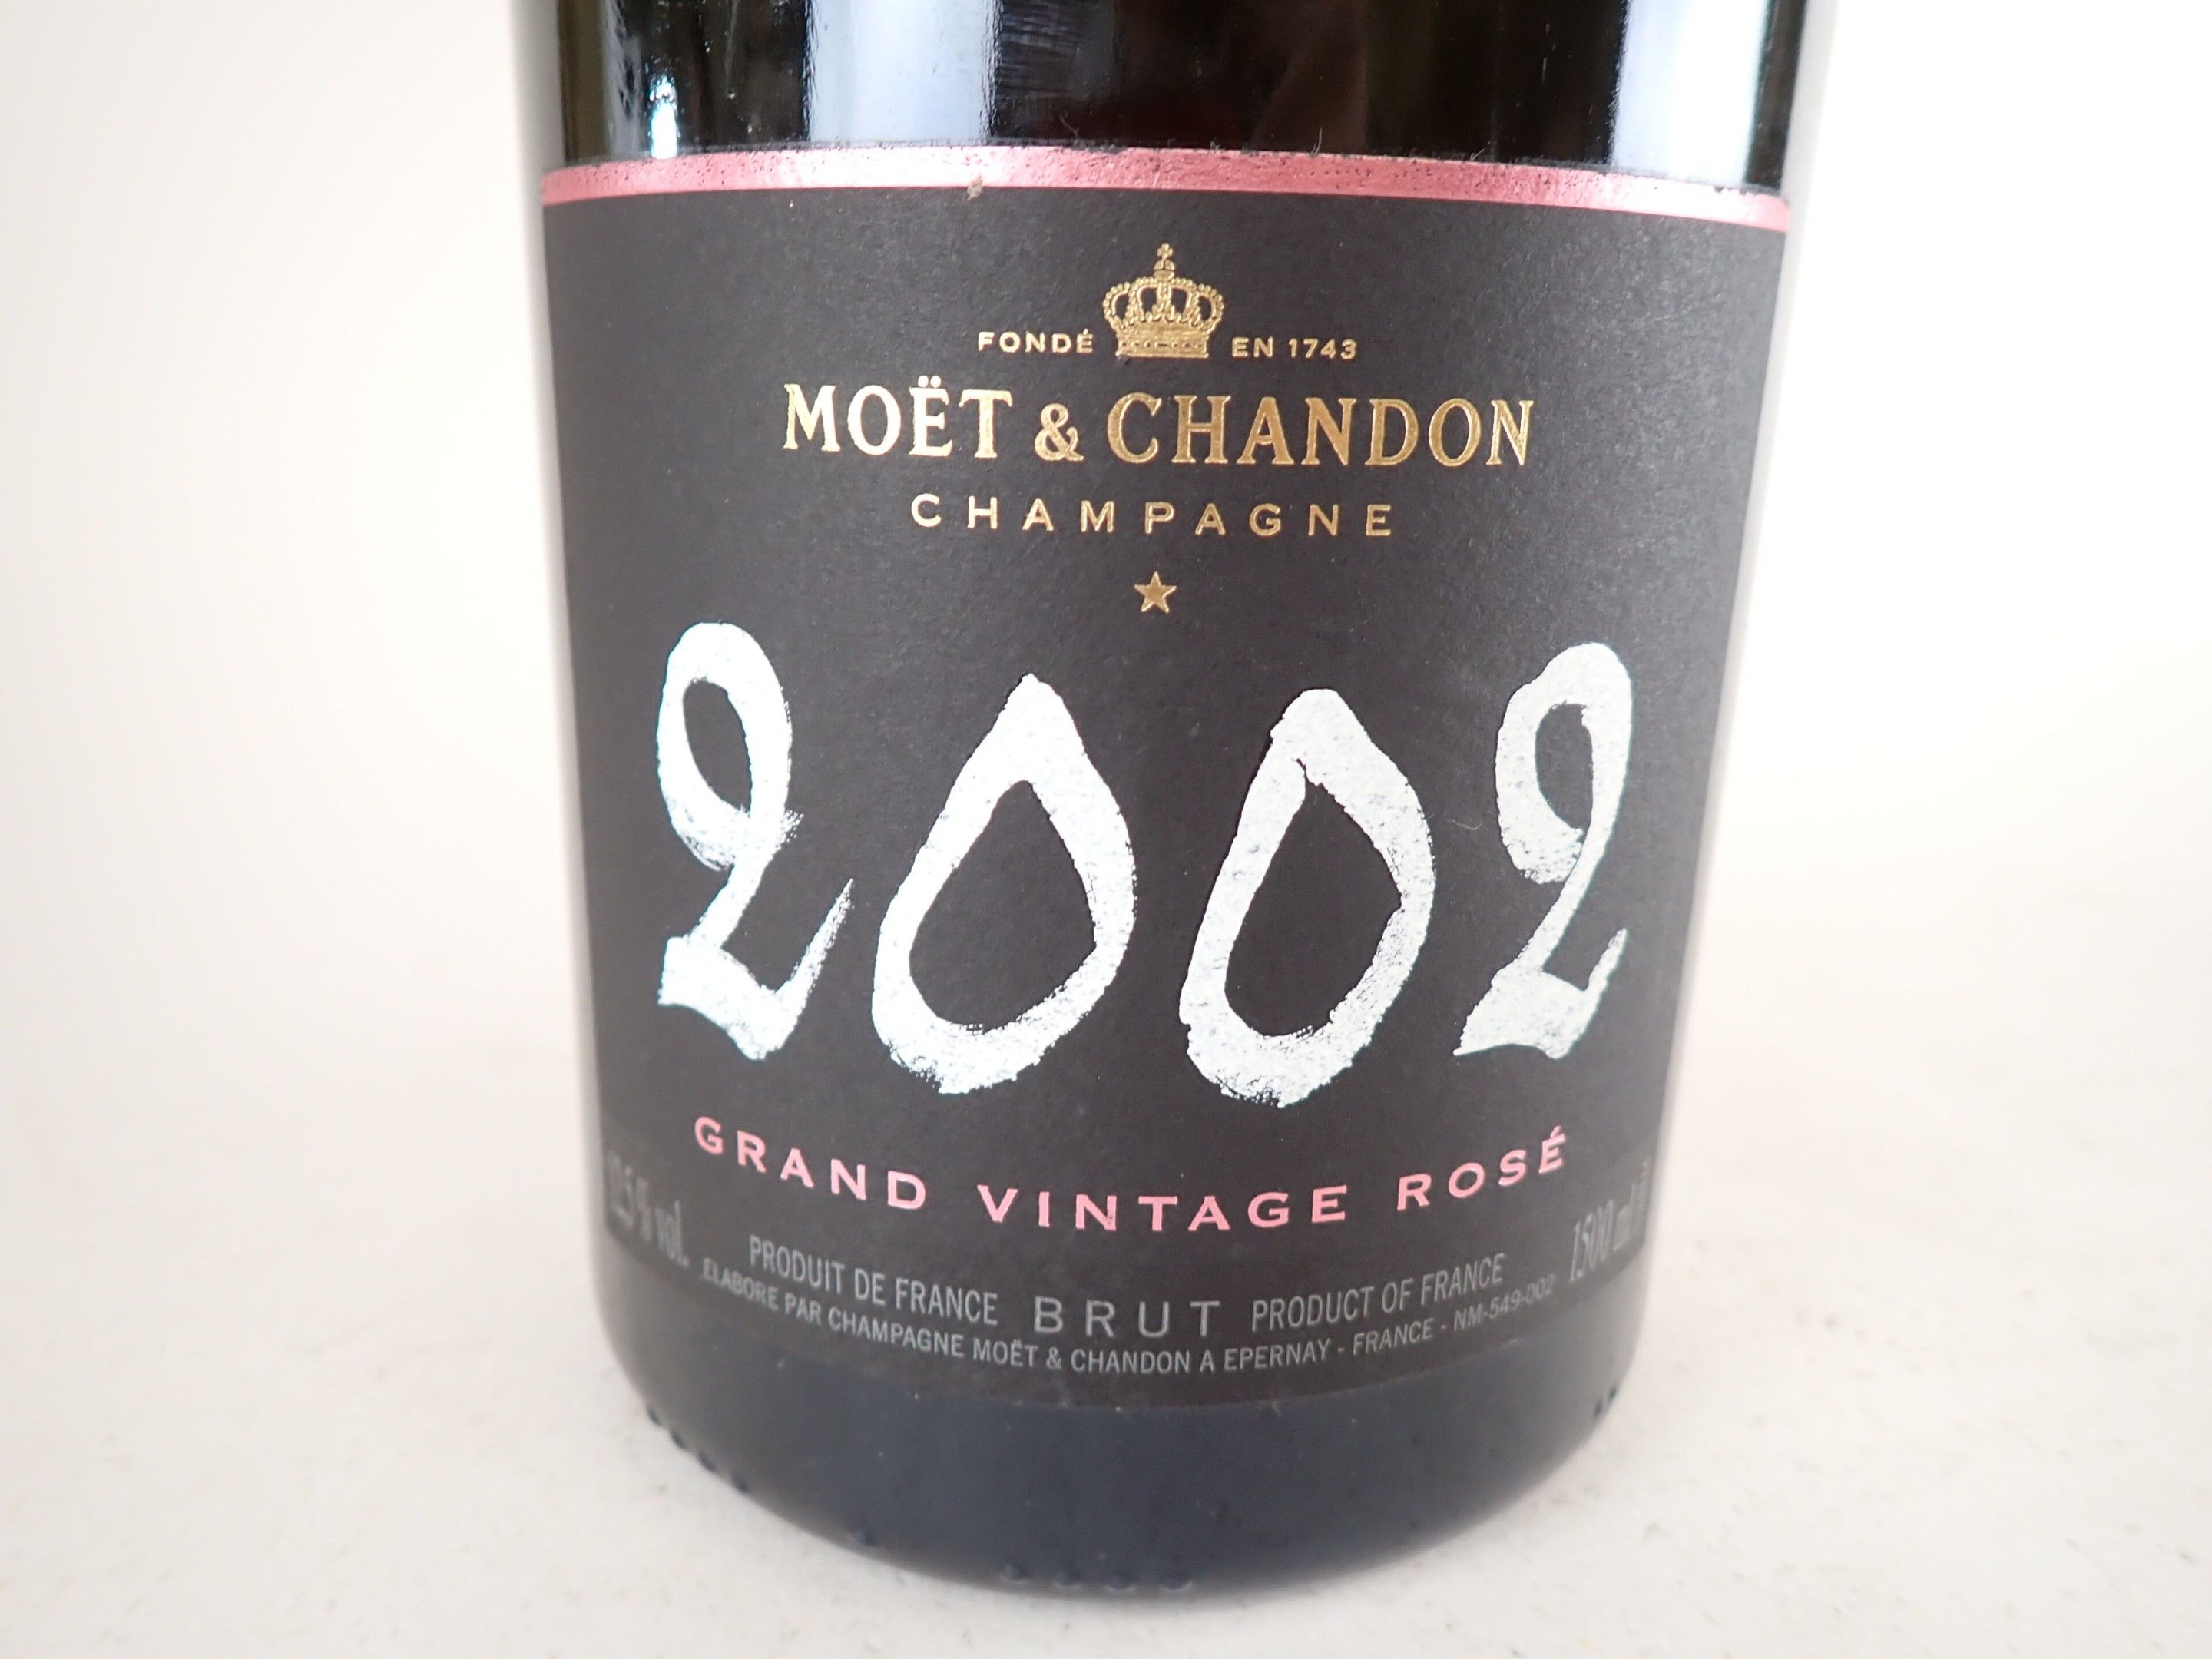 FONDÉ EN 1743
MOËT & CHANDON
CHAMPAGNE
2002
GRAND VINTAGE ROSÉ
12.5% vol. 1500 ml
PRODUIT DE FRANCE BRUT PRODUCT OF FRANCE
ELABORE PAR CHAMPAGNE MOËT & CHANDON A EPERNAY - FRANCE - NM-549-002